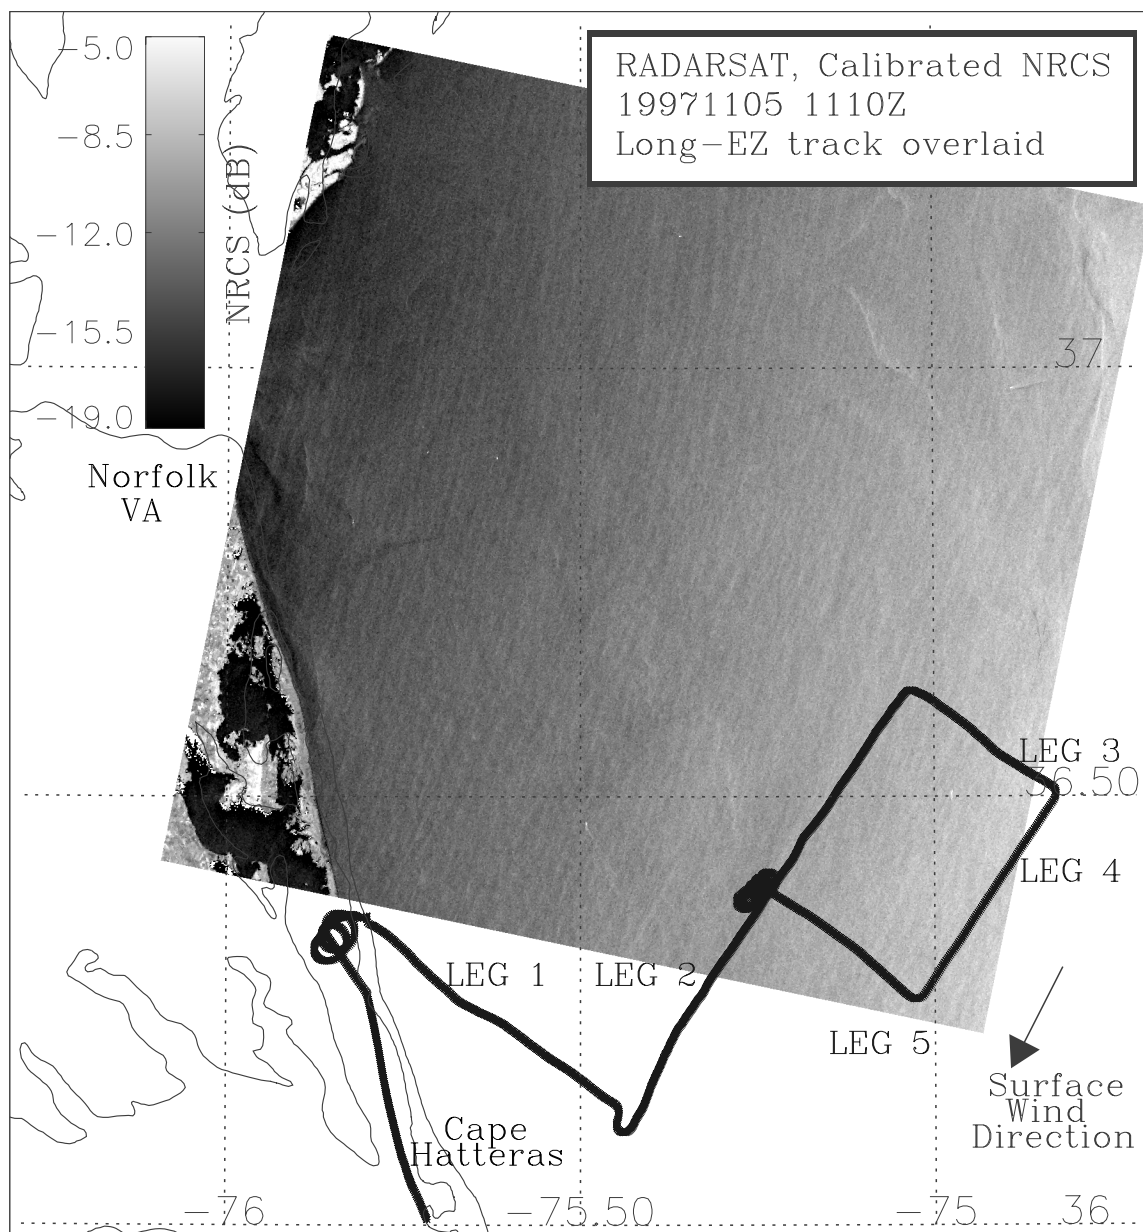 RADARSAT, Calibrated NRCS
19971105 1110Z
Long-EZ track overlaid
-5.0
-8.5
-12.0
-15.5
-19.0
NRCS (dB)
37
Norfolk
VA
LEG 3
36.50
LEG 4
LEG 1
LEG 2
LEG 5
Surface
Wind
Direction
Cape
Hatteras
-76
-75.50
-75
36